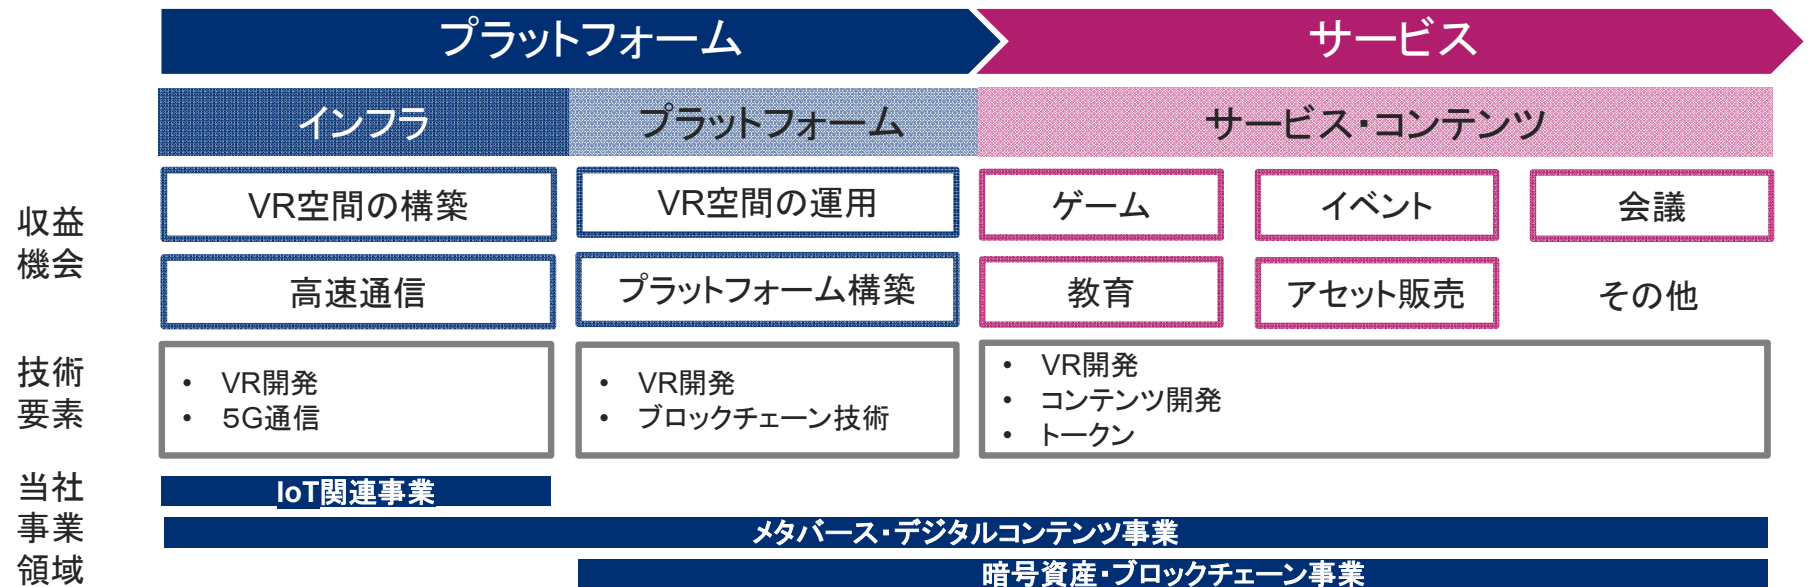 プラットフォーム
サービス
インフラ
プラットフォーム
サービス・コンテンツ
収益
機会
VR空間の構築
VR空間の運用
ゲーム
イベント
会議
高速通信
プラットフォーム構築
教育
アセット販売
その他
技術
要素
• VR開発
• 5G通信
• VR開発
• ブロックチェーン技術
• VR開発
• コンテンツ開発
• トークン
当社
事業
領域
IoT関連事業
メタバース・デジタルコンテンツ事業
暗号資産・ブロックチェーン事業